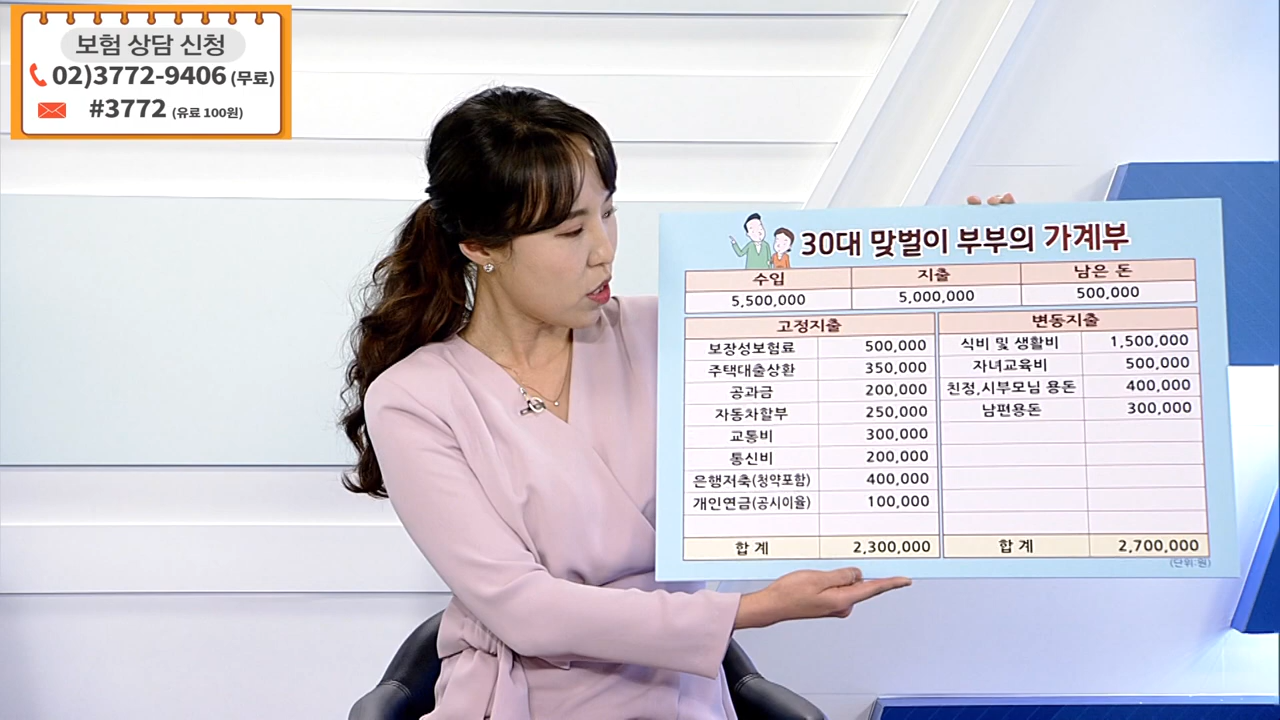 보험 상담 신청
02)3772-9406 (무료)
#3772 (유료 100원)
30대 맞벌이 부부의 가계부
수입 지출 남은 돈
5,500,000 5,000,000 500,000
고정지출 변동지출
보장성보험료 500,000 식비 및 생활비 1,500,000
주택대출상환 350,000 자녀교육비 500,000
공과금 200,000 친정,시부모님 용돈 400,000
자동차할부 250,000 남편용돈 300,000
교통비 300,000
통신비 200,000
은행저축(청약포함) 400,000
개인연금(공시이율) 100,000
합 계 2,300,000 합 계 2,700,000
(단위:원)